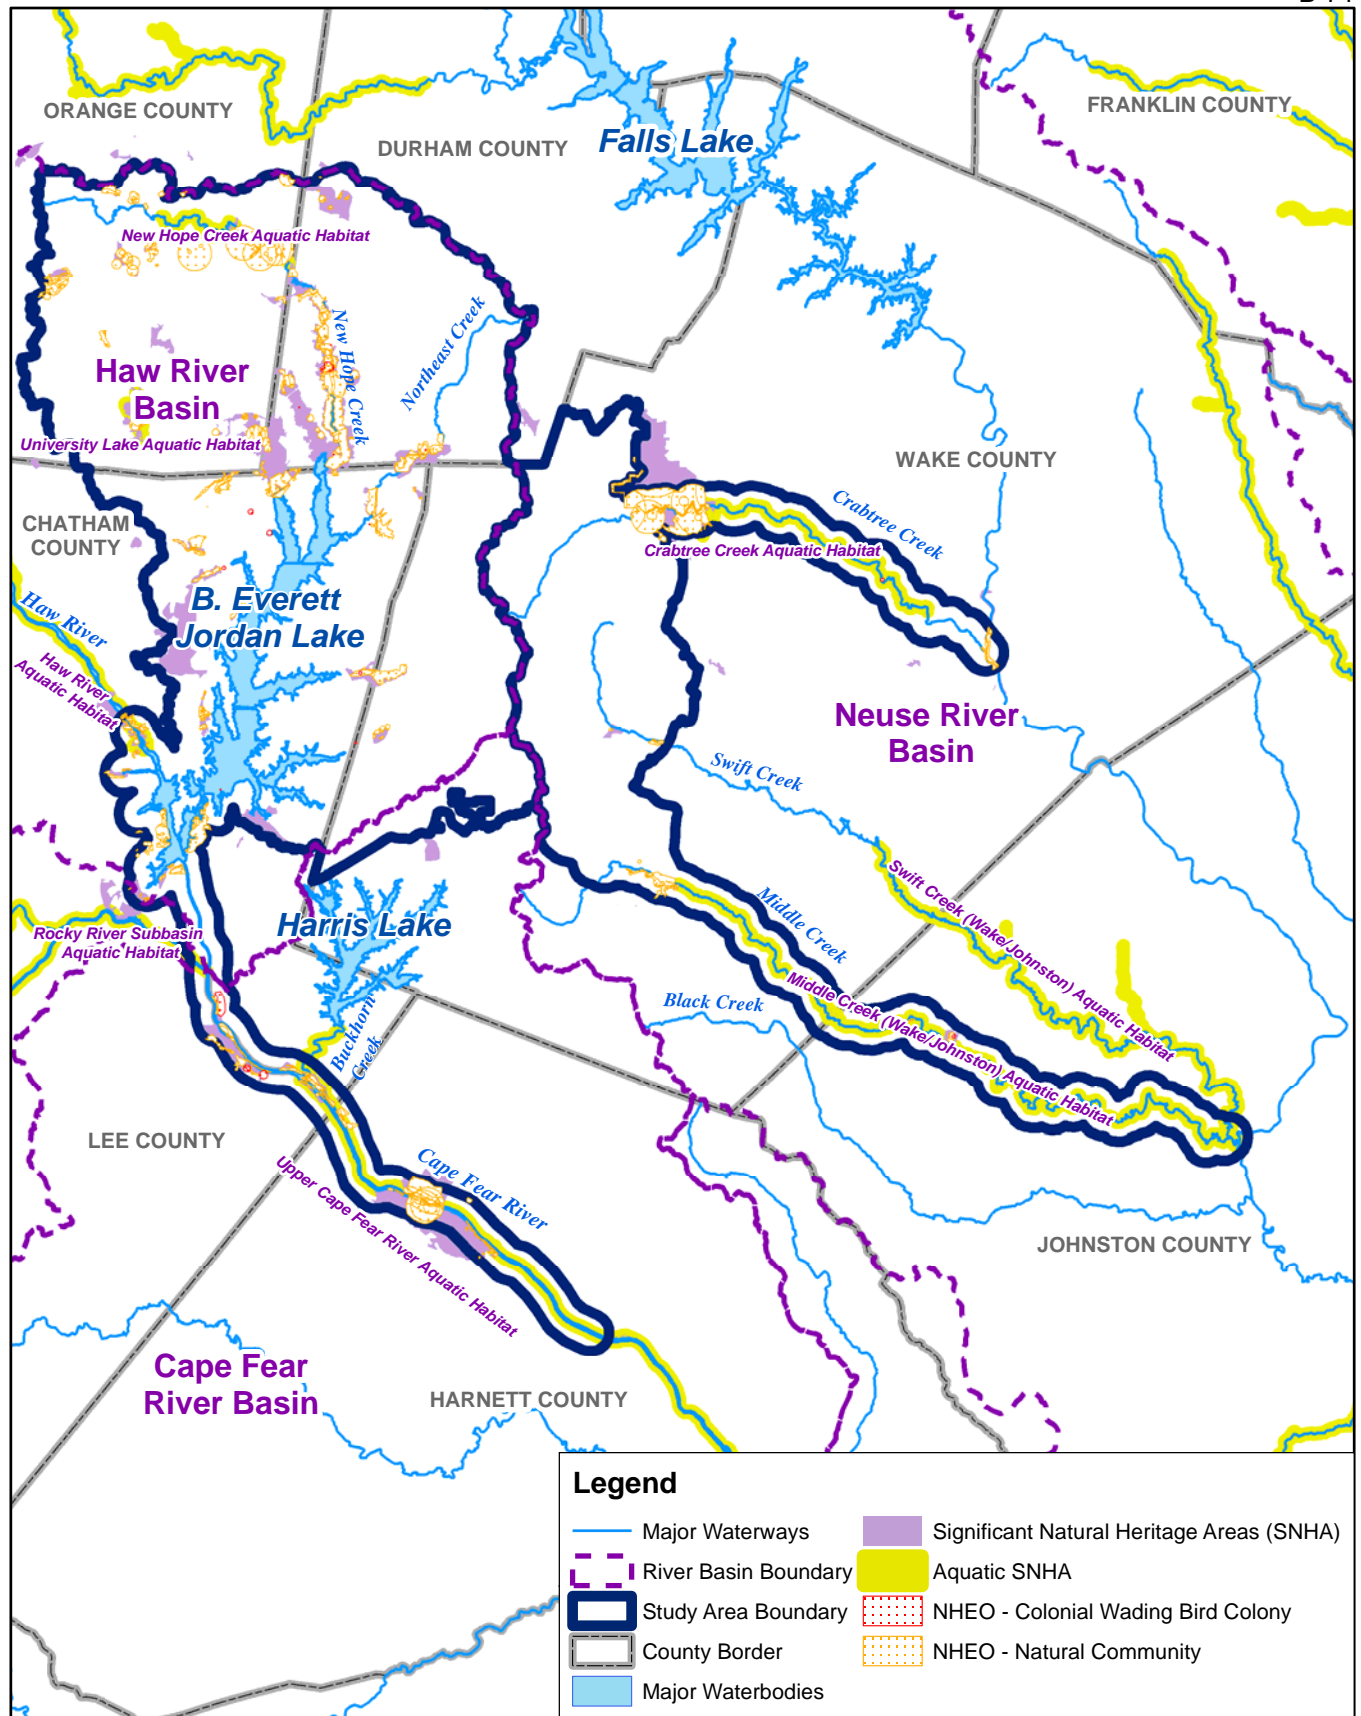 ORANGE COUNTY
FRANKLIN COUNTY
DURHAM COUNTY
Falls Lake
New Hope Creek Aquatic Habitat
New Hope Creek
Northeast Creek
Haw River
Basin
University Lake Aquatic Habitat
WAKE COUNTY
CHATHAM
COUNTY
Crabtree Creek
Crabtree Creek Aquatic Habitat
B. Everett
Jordan Lake
Haw River
Haw River
Aquatic Habitat
Neuse River
Basin
Swift Creek
Swift Creek (Wake/Johnston) Aquatic Habitat
Middle Creek
Harris Lake
Rocky River Subbasin
Aquatic Habitat
Middle Creek (Wake/Johnston) Aquatic Habitat
Black Creek
Buckhorn
Creek
LEE COUNTY
Cape Fear River
Upper Cape Fear River Aquatic Habitat
JOHNSTON COUNTY
Cape Fear
River Basin
HARNETT COUNTY
Legend
Major Waterways
River Basin Boundary
Study Area Boundary
County Border
Major Waterbodies
Significant Natural Heritage Areas (SNHA)
Aquatic SNHA
NHEO - Colonial Wading Bird Colony
NHEO - Natural Community